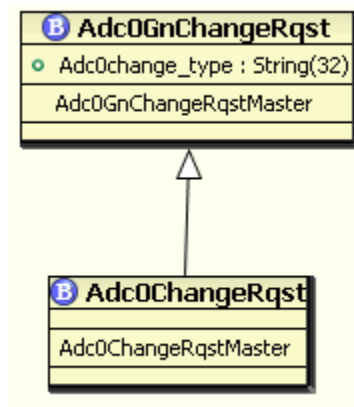 B Adc0GnChangeRqst
Adc0change_type : String(32)
Adc0GnChangeRqstMaster
B Adc0ChangeRqst
Adc0ChangeRqstMaster